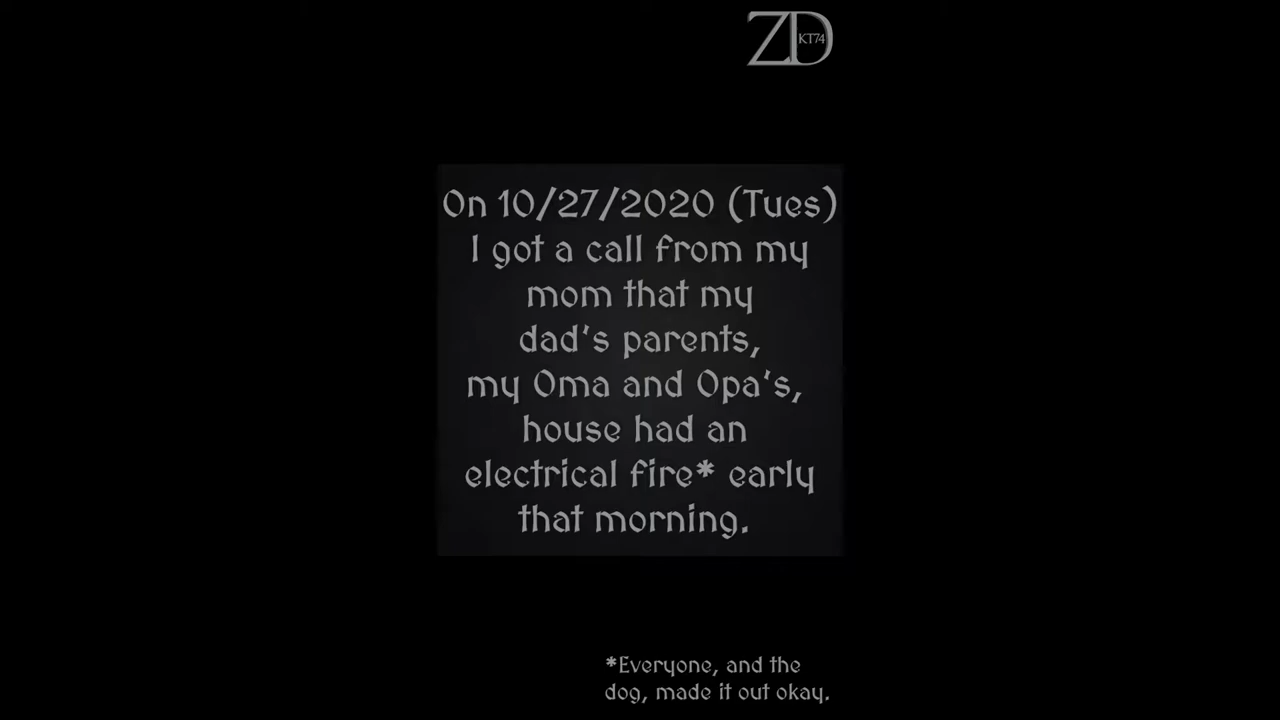 ZD
KT74
On 10/27/2020 (Tues)
I got a call from my
mom that my
dad's parents,
my Oma and Opa's,
house had an
electrical fire* early
that morning.
*Everyone, and the
dog, made it out okay.